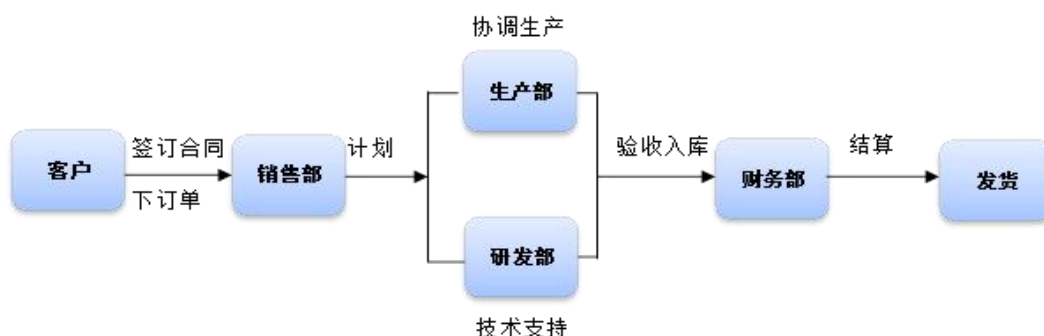 协调生产
生产部
客户
签订合同
下订单
销售部
计划
验收入库
财务部
结算
发货
研发部
技术支持